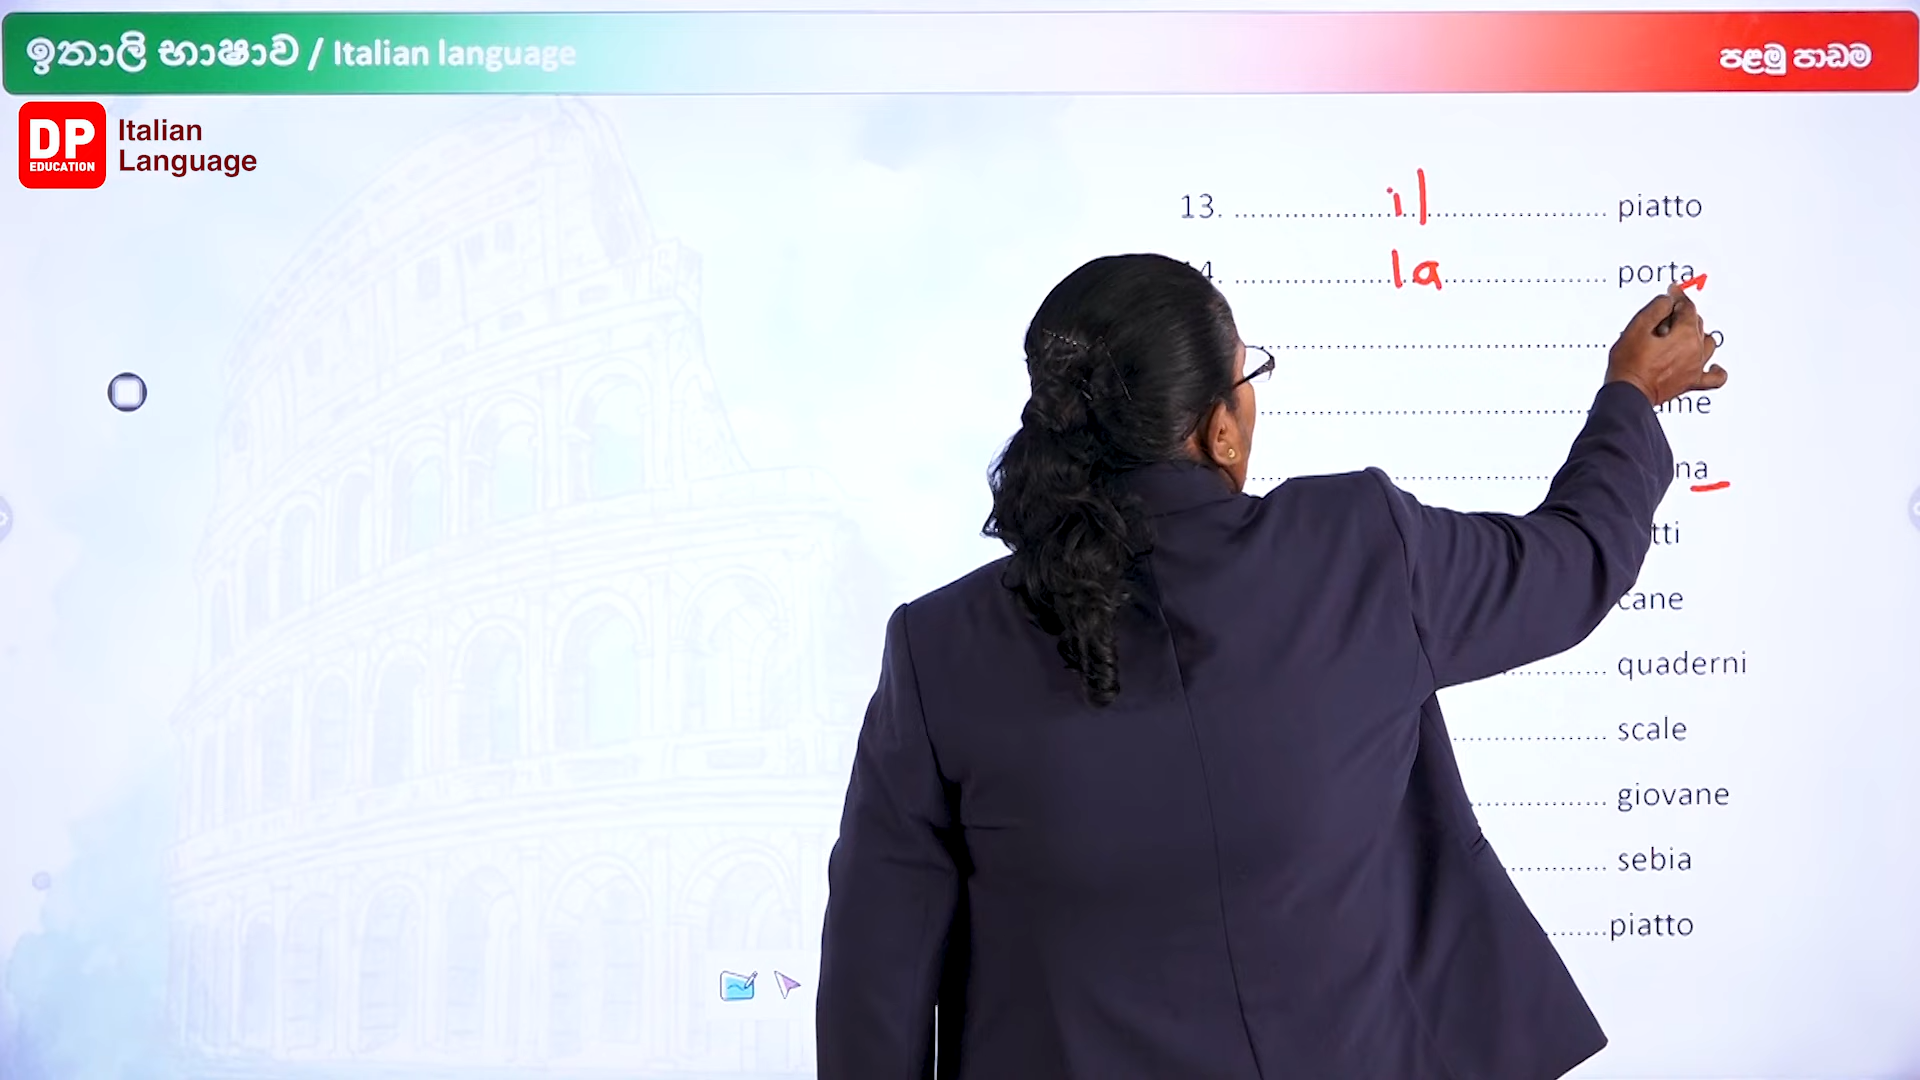 ඉතාලි භාෂාව / Italian language
පළමු පාඩම
DP EDUCATION
Italian
Language
13. il piatto
14. la porta
cane
quaderni
scale
giovane
sebia
piatto